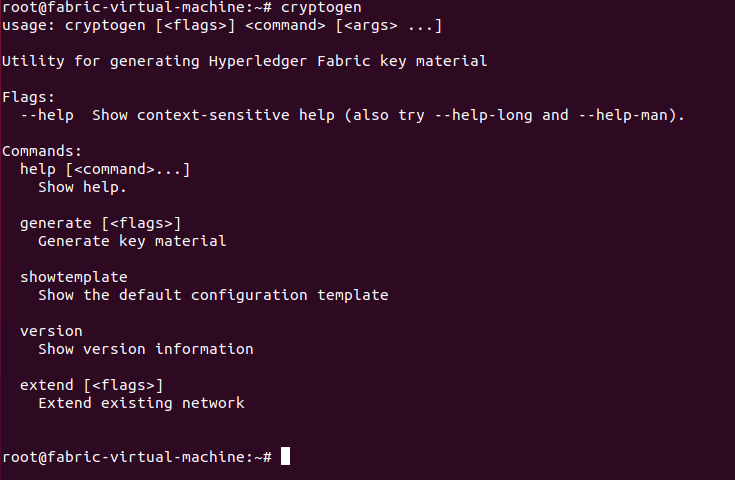 root@fabric-virtual-machine:~# cryptogen
usage: cryptogen [<flags>] <command> [<args> ...]
Utility for generating Hyperledger Fabric key material
Flags:
--help  Show context-sensitive help (also try --help-long and --help-man).
Commands:
help [<command>...]
Show help.
generate [<flags>]
Generate key material
showtemplate
Show the default configuration template
version
Show version information
extend [<flags>]
Extend existing network
root@fabric-virtual-machine:~#